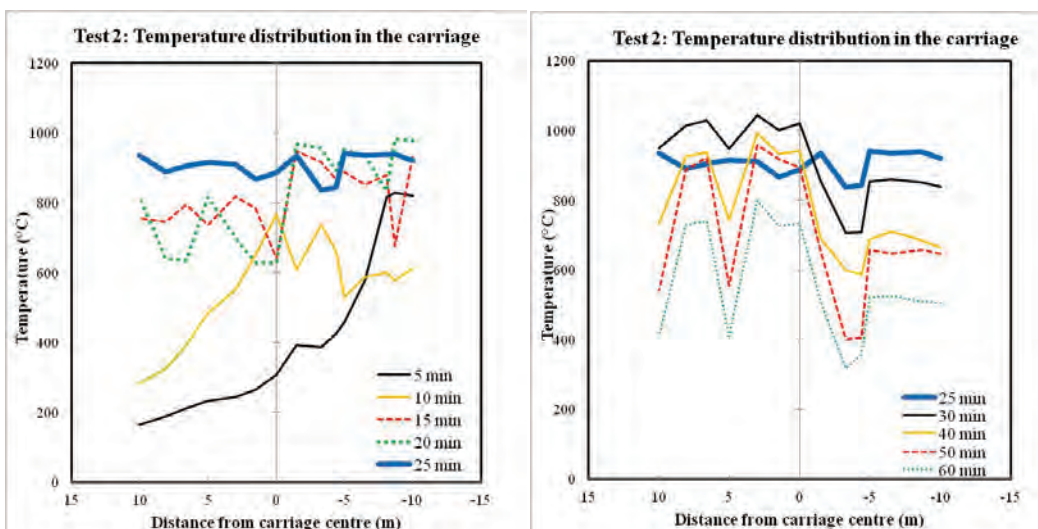 Test 2: Temperature distribution in the carriage
1200
1000
800
600
400
200
0
Temperature (°C)
15
10
5
0
-5
-10
-15
Distance from carriage centre (m)
5 min
10 min
15 min
20 min
25 min
Test 2: Temperature distribution in the carriage
1200
1000
800
600
400
200
0
Temperature (°C)
15
10
5
0
-5
-10
-15
Distance from carriage centre (m)
25 min
30 min
40 min
50 min
60 min